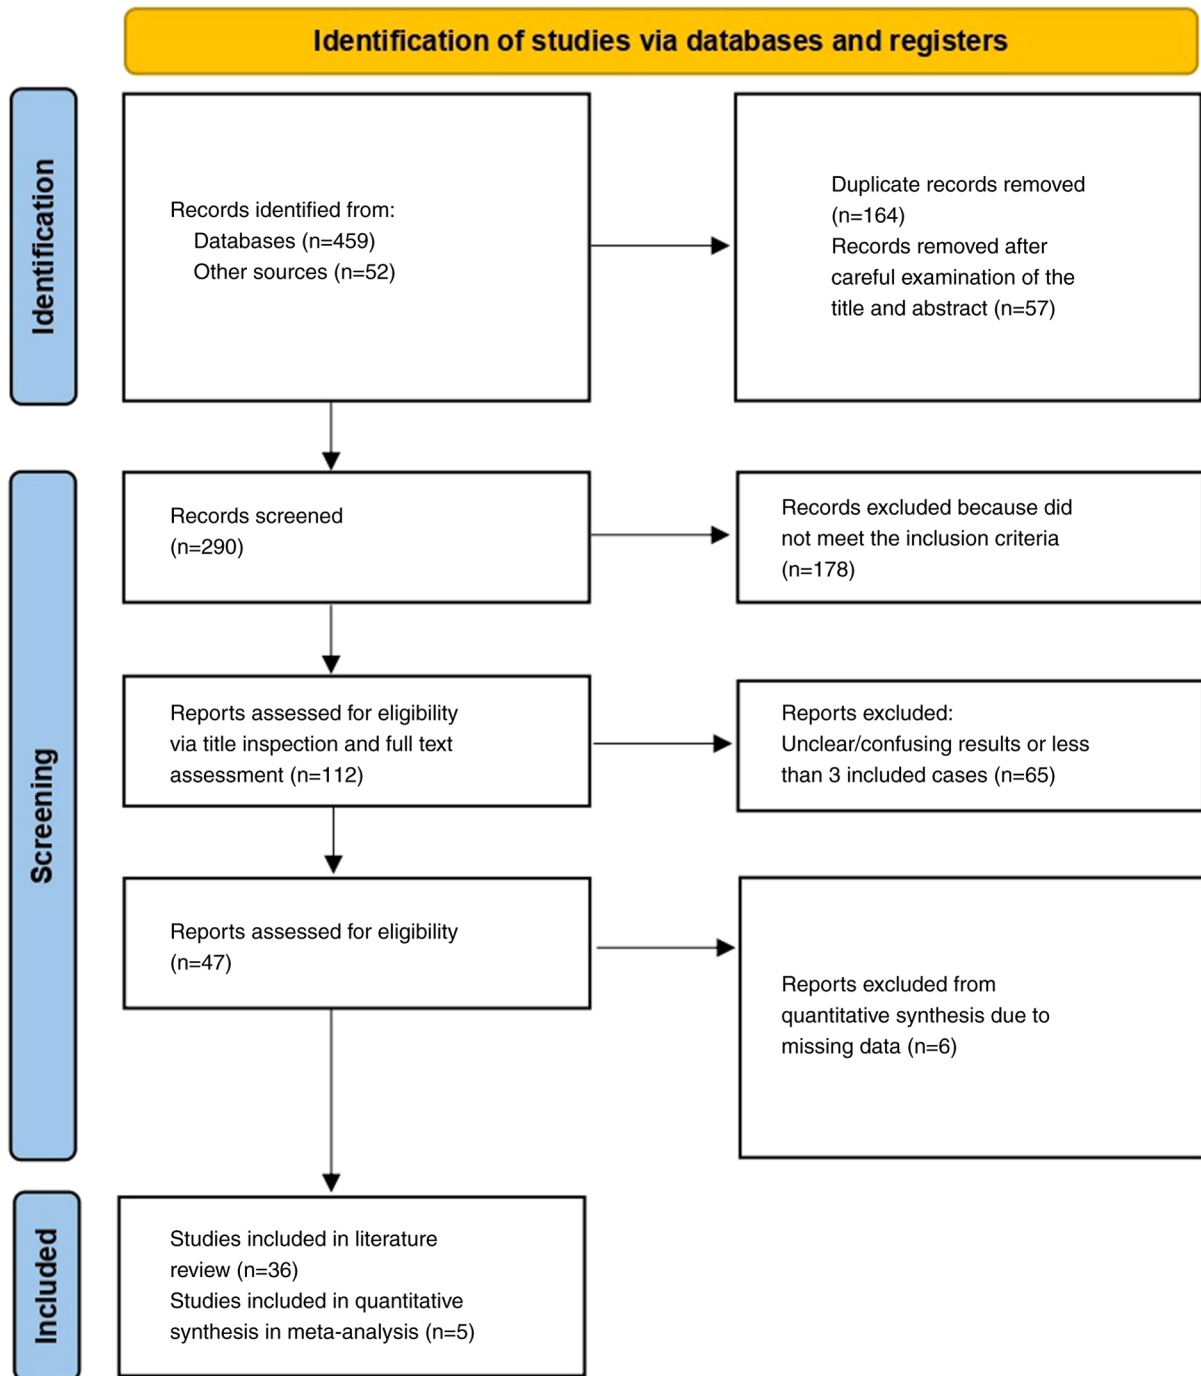 Identification of studies via databases and registers
Identification
Records identified from:
Databases (n=459)
Other sources (n=52)
Duplicate records removed
(n=164)
Records removed after
careful examination of the
title and abstract (n=57)
Screening
Records screened
(n=290)
Records excluded because did
not meet the inclusion criteria
(n=178)
Reports assessed for eligibility
via title inspection and full text
assessment (n=112)
Reports excluded:
Unclear/confusing results or less
than 3 included cases (n=65)
Reports assessed for eligibility
(n=47)
Reports excluded from
quantitative synthesis due to
missing data (n=6)
Included
Studies included in literature
review (n=36)
Studies included in quantitative
synthesis in meta-analysis (n=5)